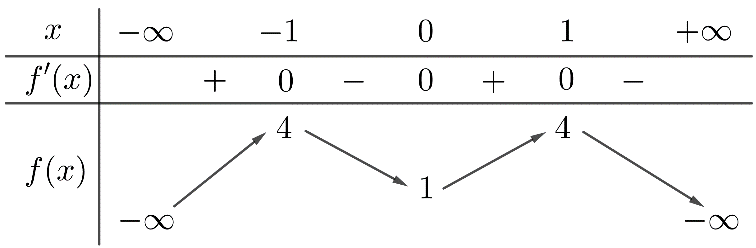 x −∞ −1 0 1 +∞
f′(x) + 0 − 0 + 0 −
4 4
f(x) 1
−∞ −∞